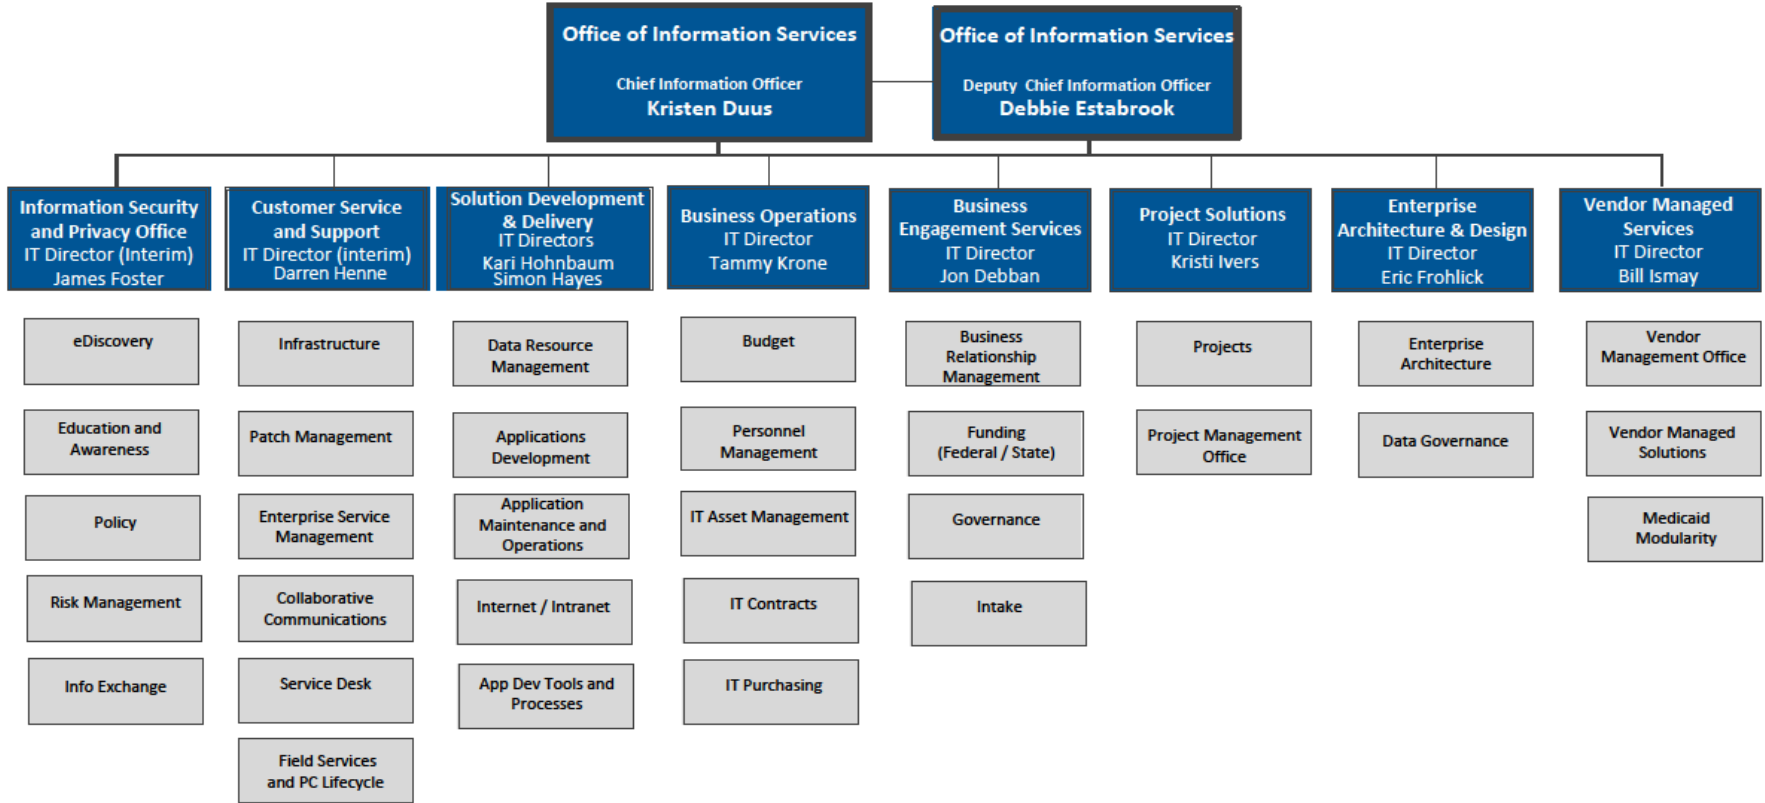 Office of Information Services
Chief Information Officer
Kristen Duus
Office of Information Services
Deputy Chief Information Officer
Debbie Estabrook
Information Security
and Privacy Office
IT Director (Interim)
James Foster
Customer Service
and Support
IT Director (interim)
Darren Henne
Solution Development
& Delivery
IT Directors
Kari Hohnbaum
Simon Hayes
Business Operations
IT Director
Tammy Krone
Business
Engagement Services
IT Director
Jon Debban
Project Solutions
IT Director
Kristi Ivers
Enterprise
Architecture & Design
IT Director
Eric Frohlick
Vendor Managed
Services
IT Director
Bill Ismay
eDiscovery
Education and
Awareness
Policy
Risk Management
Info Exchange
Infrastructure
Patch Management
Enterprise Service
Management
Collaborative
Communications
Service Desk
Field Services
and PC Lifecycle
Data Resource
Management
Applications
Development
Application
Maintenance and
Operations
Internet / Intranet
App Dev Tools and
Processes
Budget
Personnel
Management
IT Asset Management
IT Contracts
IT Purchasing
Business
Relationship
Management
Funding
(Federal / State)
Governance
Intake
Projects
Project Management
Office
Enterprise
Architecture
Data Governance
Vendor
Management Office
Vendor Managed
Solutions
Medicaid
Modularity